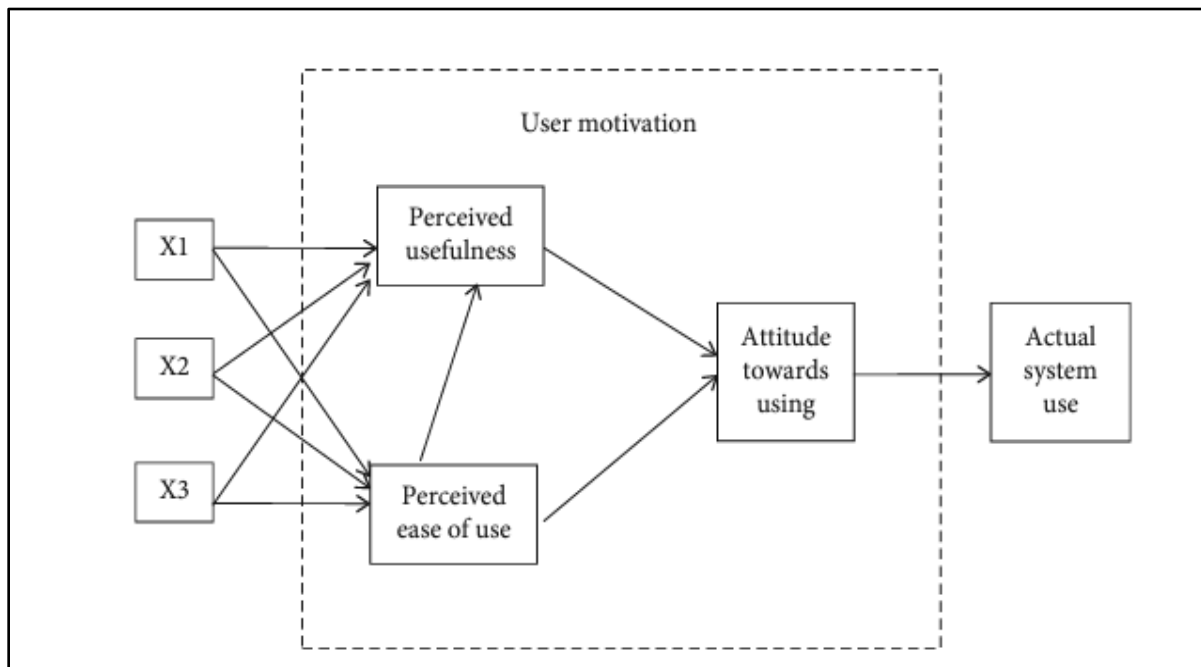 User motivation
X1
X2
X3
Perceived
usefulness
Perceived
ease of use
Attitude
towards
using
Actual
system
use